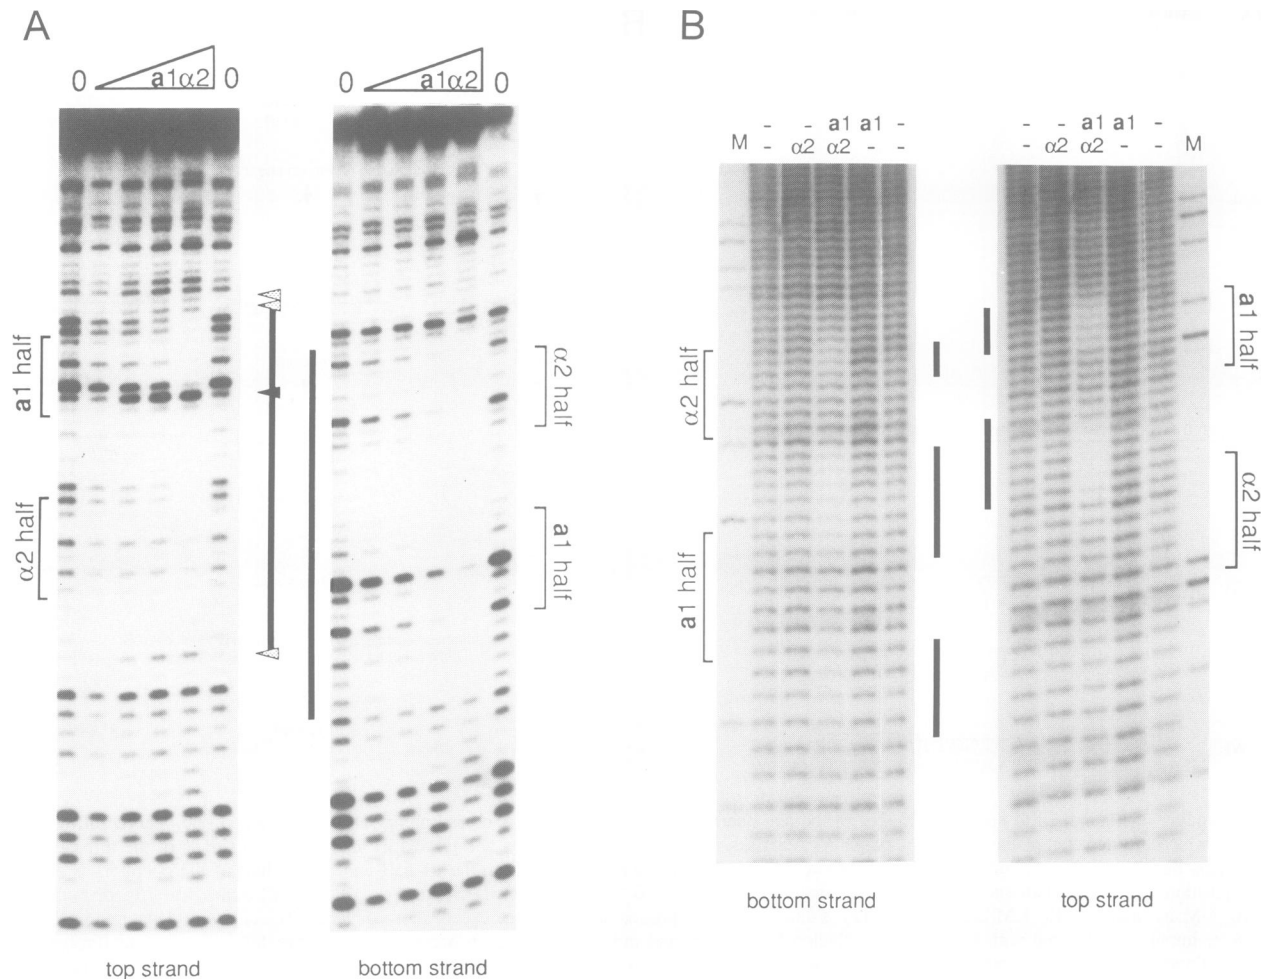 A
0 a1α2 0
0 a1α2 0
a1 half
α2 half
α2 half
a1 half
top strand
bottom strand
B
- - a1 a1 -
M - α2 α2 - -
- - a1 a1 -
- α2 α2 - - M
α2 half
a1 half
a1 half
α2 half
bottom strand
top strand